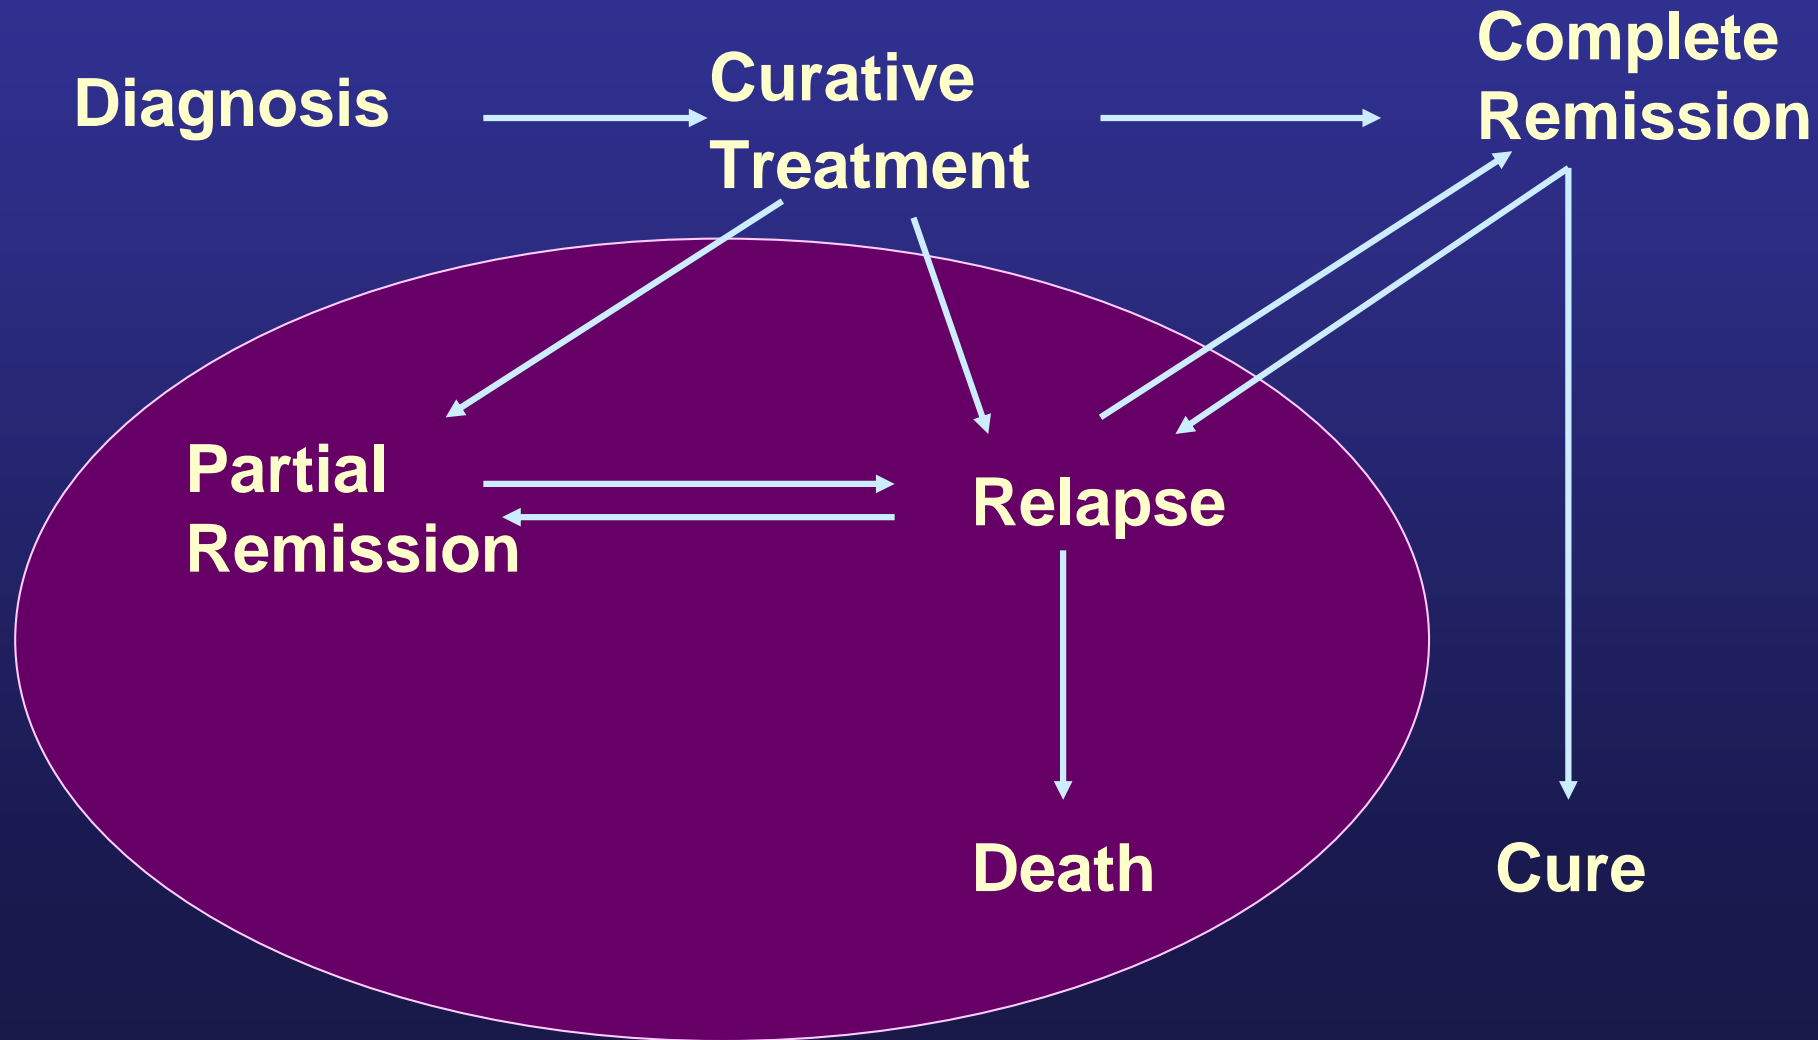 Diagnosis
Curative
Treatment
Complete
Remission
Partial
Remission
Relapse
Death
Cure